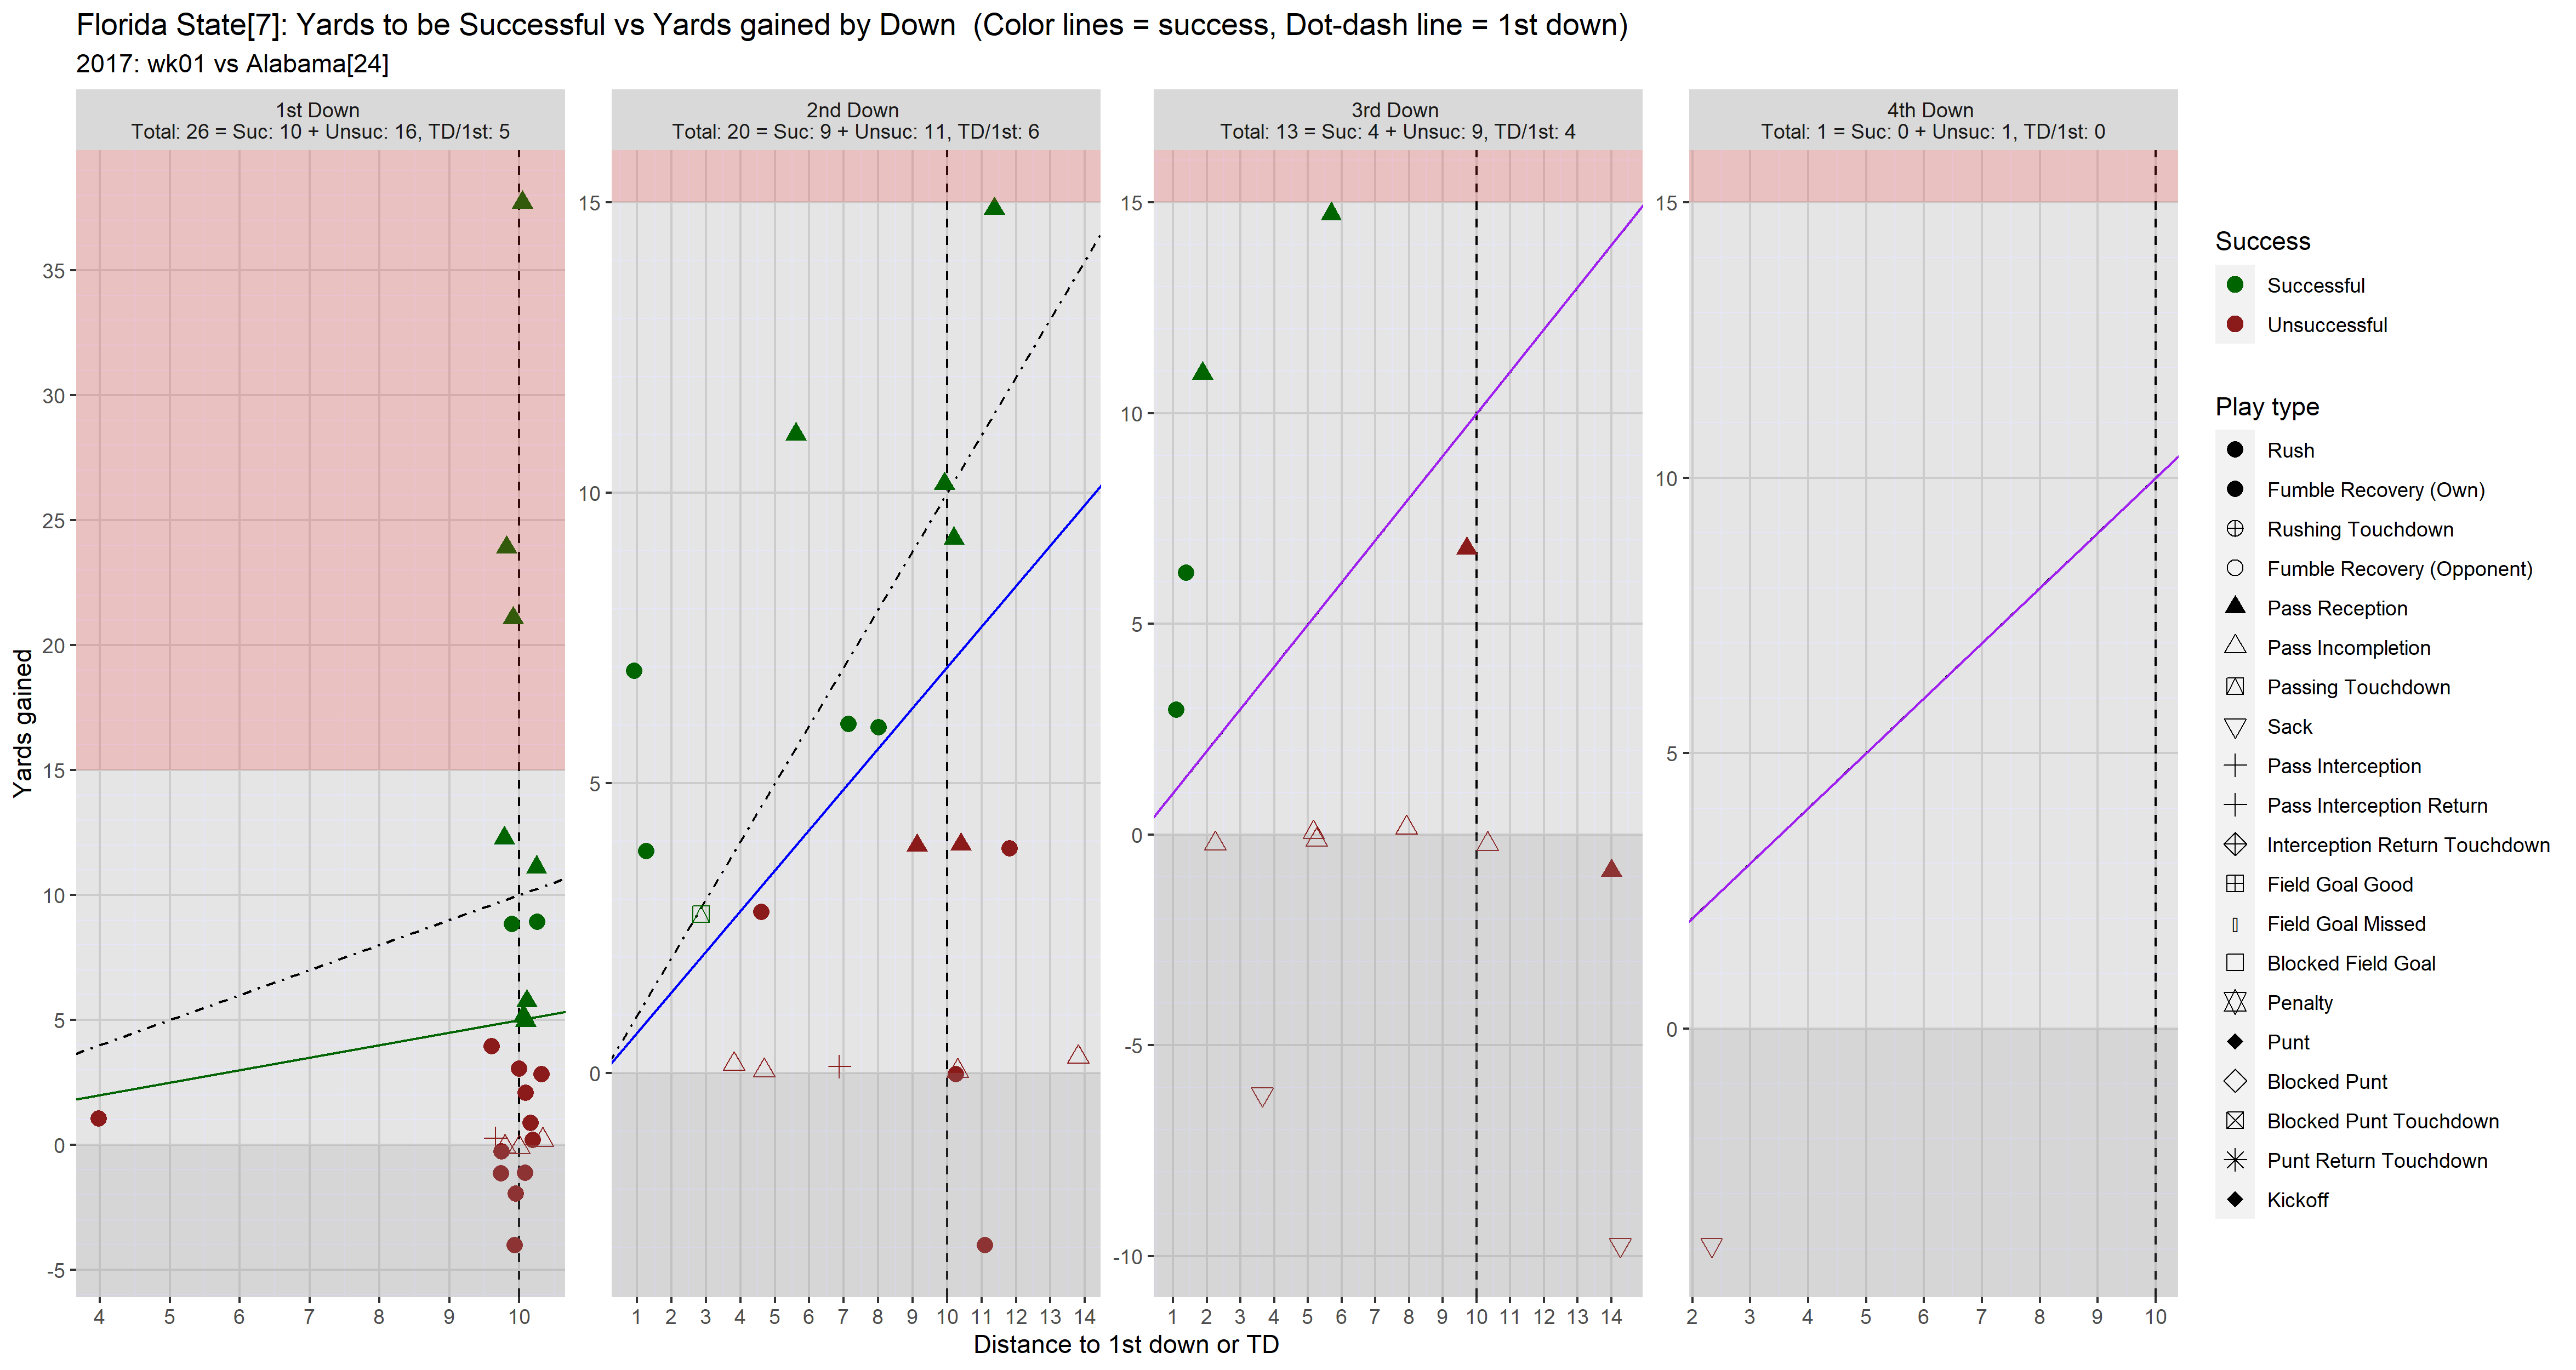 Florida State[7]: Yards to be Successful vs Yards gained by Down  (Color lines = success, Dot-dash line = 1st down)
2017: wk01 vs Alabama[24]
1st Down
Total: 26 = Suc: 10 + Unsuc: 16, TD/1st: 5
2nd Down
Total: 20 = Suc: 9 + Unsuc: 11, TD/1st: 6
3rd Down
Total: 13 = Suc: 4 + Unsuc: 9, TD/1st: 4
4th Down
Total: 1 = Suc: 0 + Unsuc: 1, TD/1st: 0
Yards gained
35
30
25
20
15
10
5
0
-5
4 5 6 7 8 9 10
15
10
5
0
1 2 3 4 5 6 7 8 9 10 11 12 13 14
15
10
5
0
-5
-10
1 2 3 4 5 6 7 8 9 10 11 12 13 14
15
10
5
0
2 3 4 5 6 7 8 9 10
Distance to 1st down or TD
Success
Successful
Unsuccessful
Play type
Rush
Fumble Recovery (Own)
Rushing Touchdown
Fumble Recovery (Opponent)
Pass Reception
Pass Incompletion
Passing Touchdown
Sack
Pass Interception
Pass Interception Return
Interception Return Touchdown
Field Goal Good
Field Goal Missed
Blocked Field Goal
Penalty
Punt
Blocked Punt
Blocked Punt Touchdown
Punt Return Touchdown
Kickoff